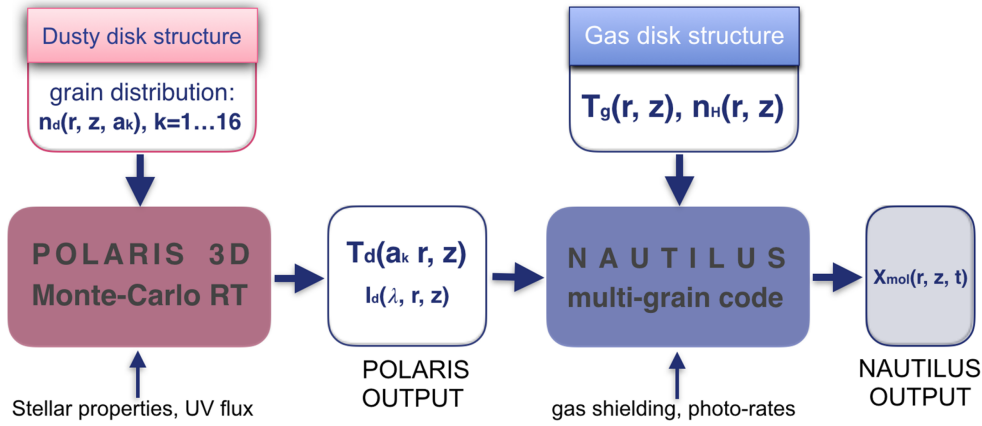 Dusty disk structure
grain distribution:
nd(r, z, ak), k=1...16
Gas disk structure
Tg(r, z), nH(r, z)
POLARIS 3D
Monte-Carlo RT
Td(ak r, z)
Id(λ, r, z)
NAUTILUS
multi-grain code
Xmol(r, z, t)
POLARIS
OUTPUT
NAUTILUS
OUTPUT
Stellar properties, UV flux
gas shielding, photo-rates